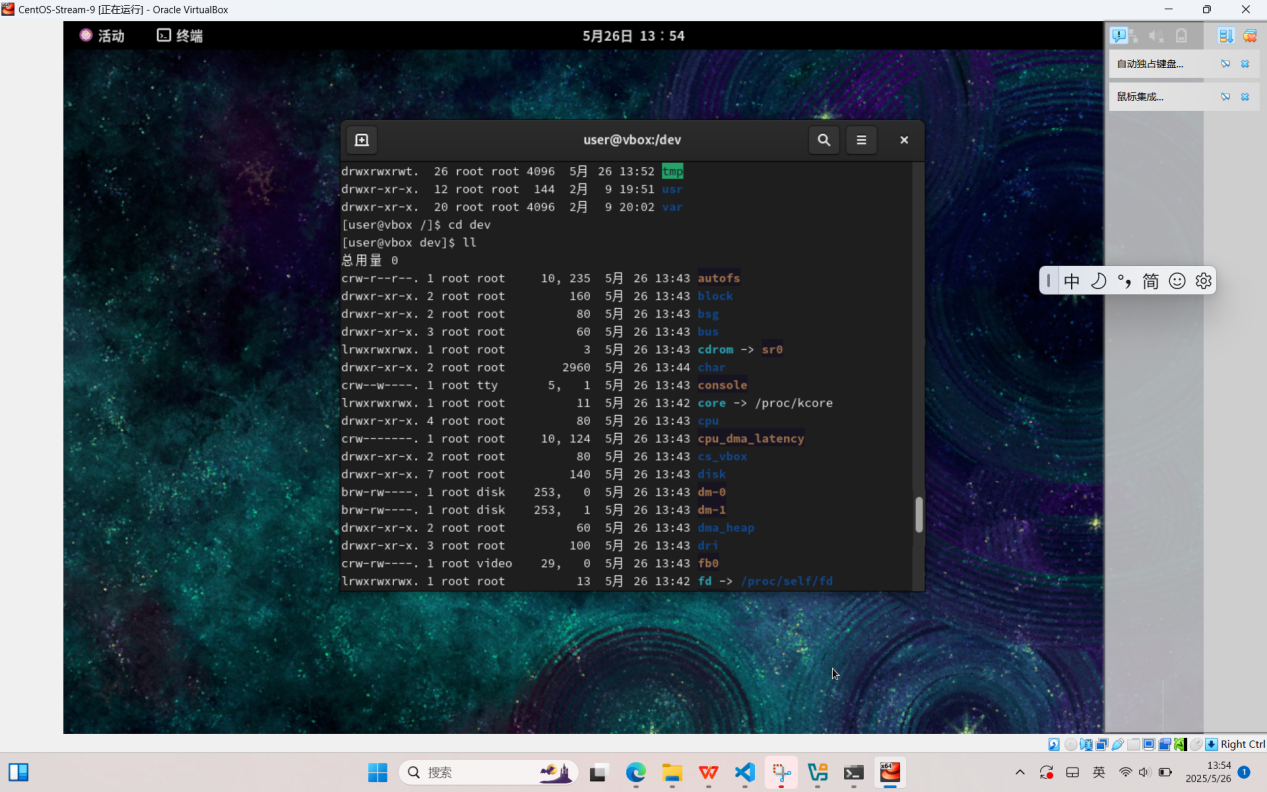 CentOS-Stream-9 [正在运行] - Oracle VirtualBox
活动 终端 5月26日 13：54
自动独占键盘...
鼠标集成...
user@vbox:/dev
drwxrwxrwt. 26 root root 4096 5月 26 13:52 tmp
drwxr-xr-x. 12 root root 144 2月 9 19:51 usr
drwxr-xr-x. 20 root root 4096 2月 9 20:02 var
[user@vbox /]$ cd dev
[user@vbox dev]$ ll
总用量 0
crw-r--r--. 1 root root 10, 235 5月 26 13:43 autofs
drwxr-xr-x. 2 root root 160 5月 26 13:43 block
drwxr-xr-x. 2 root root 80 5月 26 13:43 bsg
drwxr-xr-x. 3 root root 60 5月 26 13:43 bus
lrwxrwxrwx. 1 root root 3 5月 26 13:43 cdrom -> sr0
drwxr-xr-x. 2 root root 2960 5月 26 13:44 char
crw--w----. 1 root tty 5, 1 5月 26 13:43 console
lrwxrwxrwx. 1 root root 11 5月 26 13:42 core -> /proc/kcore
drwxr-xr-x. 4 root root 80 5月 26 13:43 cpu
crw-------. 1 root root 10, 124 5月 26 13:43 cpu_dma_latency
drwxr-xr-x. 2 root root 80 5月 26 13:43 cs_vbox
drwxr-xr-x. 7 root root 140 5月 26 13:43 disk
brw-rw----. 1 root disk 253, 0 5月 26 13:43 dm-0
brw-rw----. 1 root disk 253, 1 5月 26 13:43 dm-1
drwxr-xr-x. 2 root root 60 5月 26 13:43 dma_heap
drwxr-xr-x. 3 root root 100 5月 26 13:43 dri
crw-rw----. 1 root video 29, 0 5月 26 13:43 fb0
lrwxrwxrwx. 1 root root 13 5月 26 13:42 fd -> /proc/self/fd
中 °, 简
Right Ctrl
搜索
英
13:54
2025/5/26
1